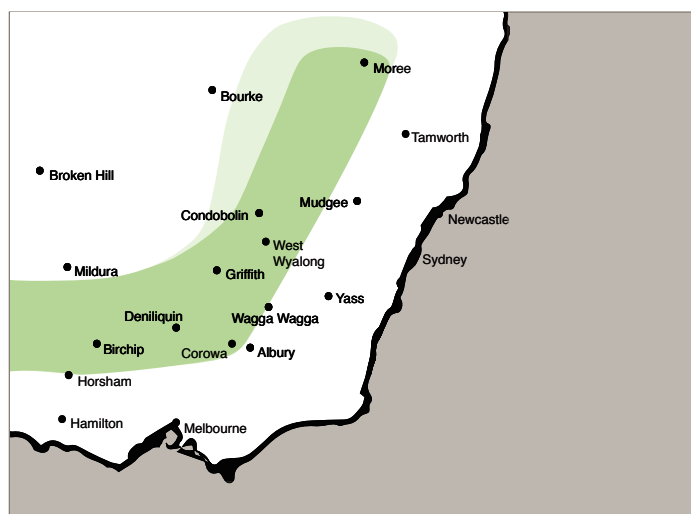 Moree
Bourke
Tamworth
Broken Hill
Mudgee
Condobolin
Newcastle
West
Wyalong
Sydney
Mildura
Griffith
Yass
Deniliquin
Wagga Wagga
Birchip
Corowa
Albury
Horsham
Hamilton
Melbourne